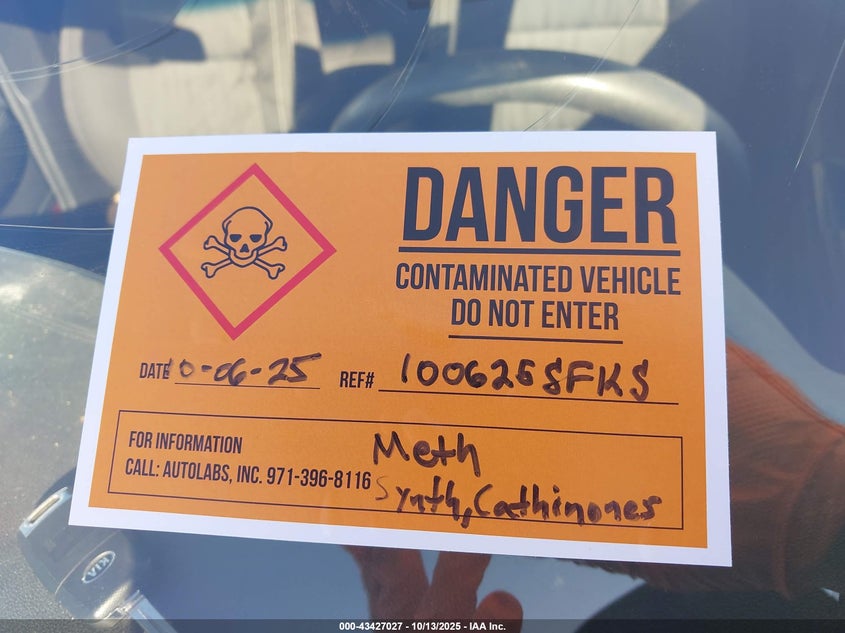 DANGER
CONTAMINATED VEHICLE
DO NOT ENTER
DATE 10-06-25 REF# 100625SFKS
FOR INFORMATION
CALL: AUTOLABS, INC. 971-396-8116
Meth
Synth, Cathinones
KIA
000-43427027 - 10/13/2025 - IAA Inc.